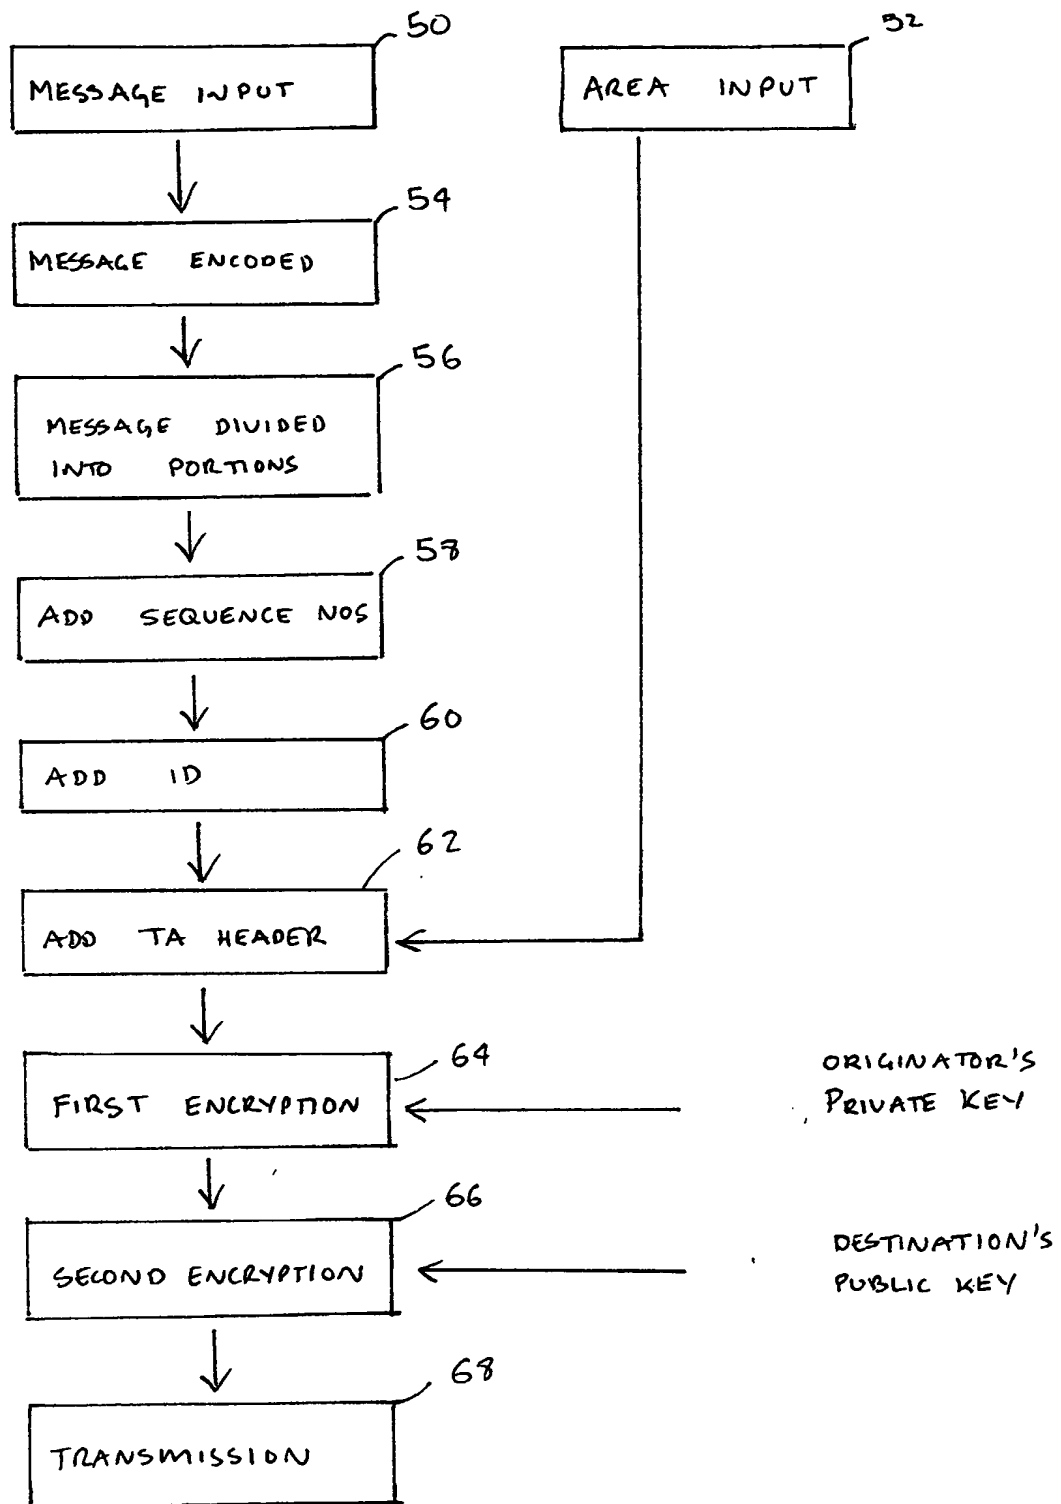 50
MESSAGE INPUT
52
AREA INPUT
54
MESSAGE ENCODED
56
MESSAGE DIVIDED
INTO PORTIONS
58
ADD SEQUENCE NOS
60
ADD ID
62
ADD TA HEADER
64
FIRST ENCRYPTION
ORIGINATOR'S
PRIVATE KEY
66
SECOND ENCRYPTION
DESTINATION'S
PUBLIC KEY
68
TRANSMISSION